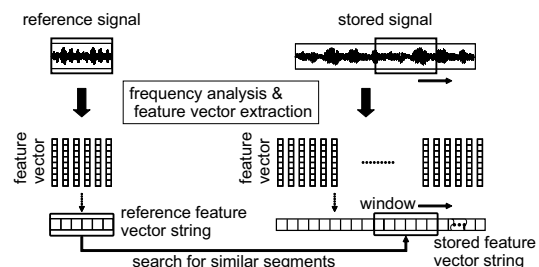 reference signal
stored signal
frequency analysis &
feature vector extraction
feature
vector
feature
vector
reference feature
vector string
window
stored feature
vector string
search for similar segments